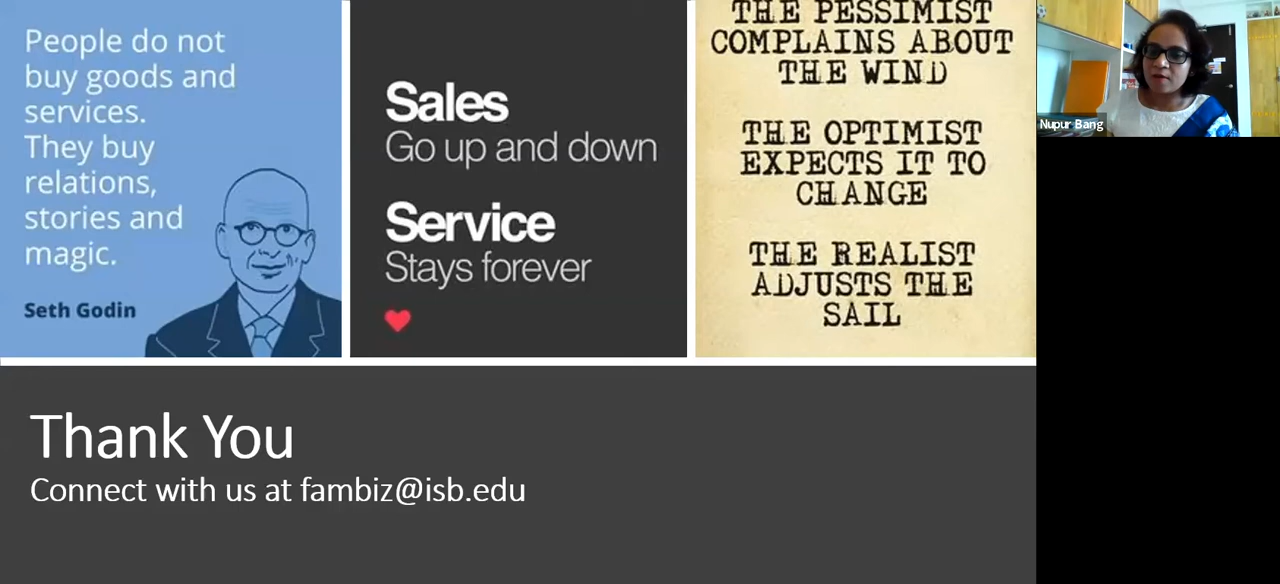 People do not
buy goods and
services.
They buy
relations,
stories and
magic.
Seth Godin
Sales
Go up and down
Service
Stays forever
THE PESSIMIST
COMPLAINS ABOUT
THE WIND
THE OPTIMIST
EXPECTS IT TO
CHANGE
THE REALIST
ADJUSTS THE
SAIL
Nupur Bang
Thank You
Connect with us at fambiz@isb.edu